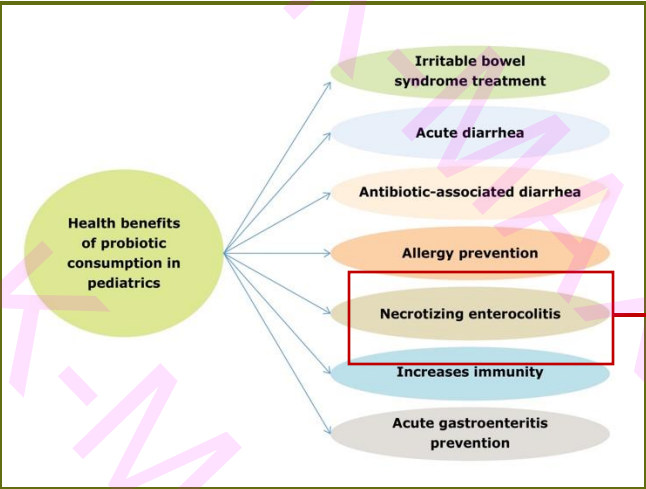 Health benefits
of probiotic
consumption in
pediatrics
Irritable bowel
syndrome treatment
Acute diarrhea
Antibiotic-associated diarrhea
Allergy prevention
Necrotizing enterocolitis
Increases immunity
Acute gastroenteritis
prevention